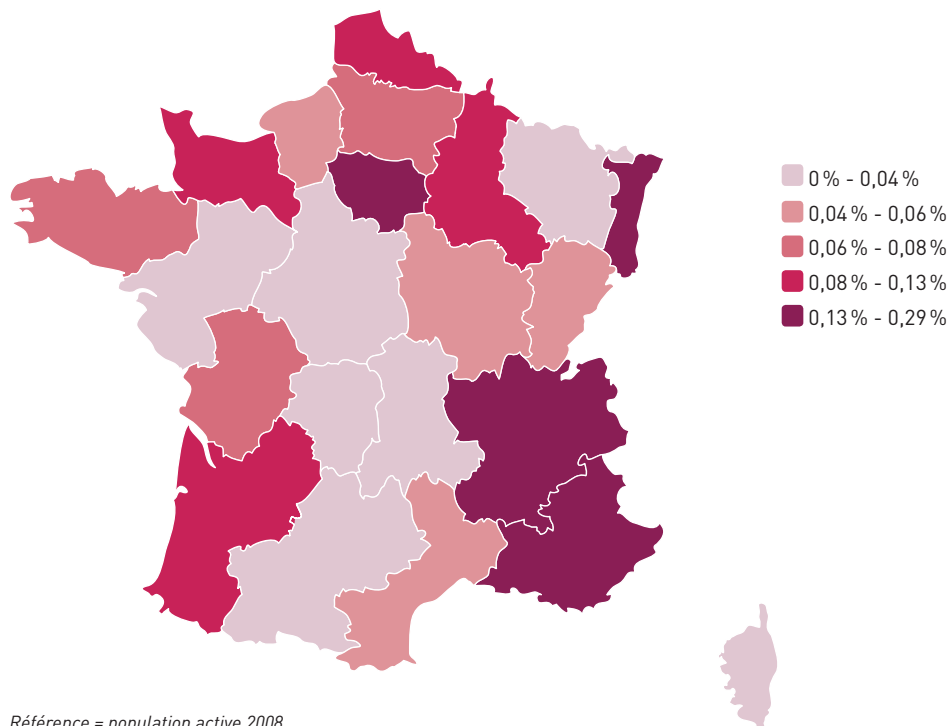 0 % - 0,04 %
0,04 % - 0,06 %
0,06 % - 0,08 %
0,08 % - 0,13 %
0,13 % - 0,29 %
Référence = population active 2008